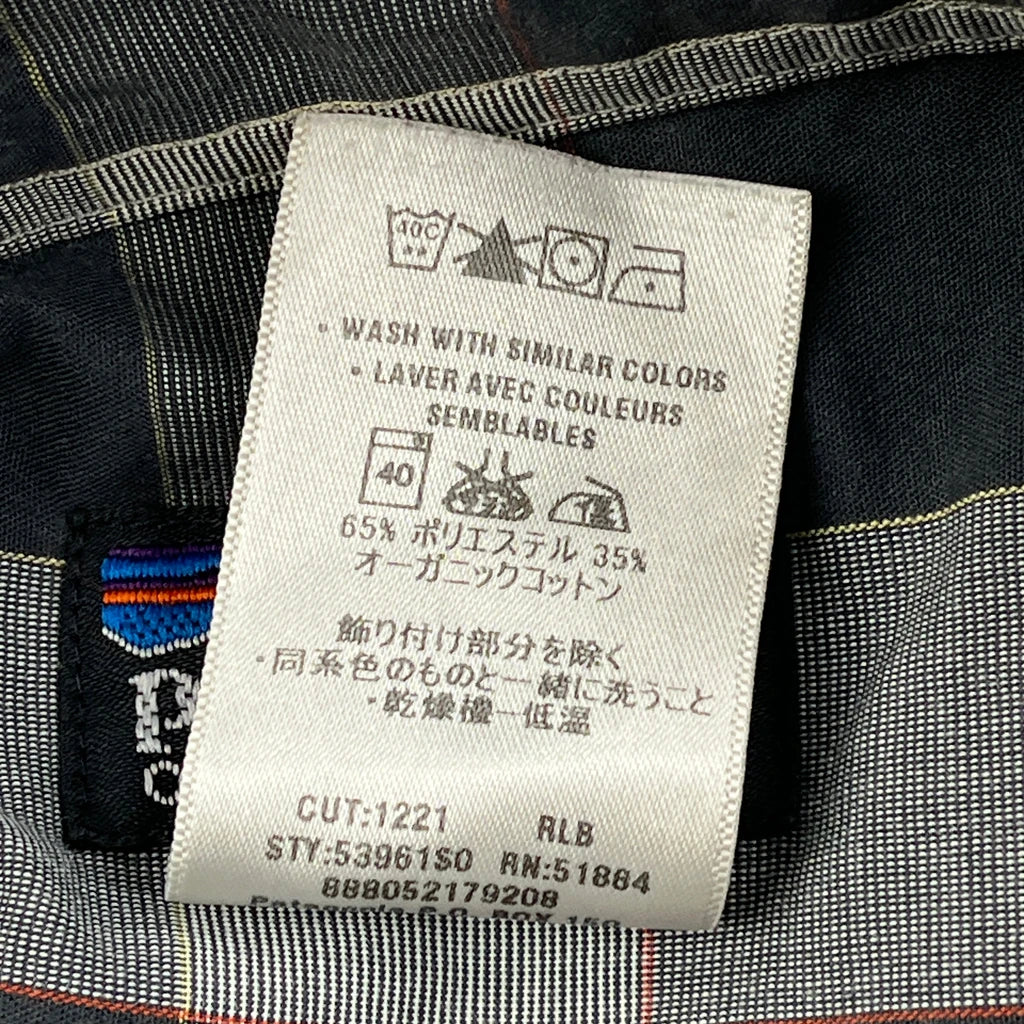 40C
• WASH WITH SIMILAR COLORS
• LAVER AVEC COULEURS
SEMBLABLES
40
65% ポリエステル 35%
オーガニックコットン
飾り付け部分を除く
・同系色のものと一緒に洗うこと
・乾燥機ー低温
CUT:1221 RLB
STY:53961S0 RN:51884
888052179208